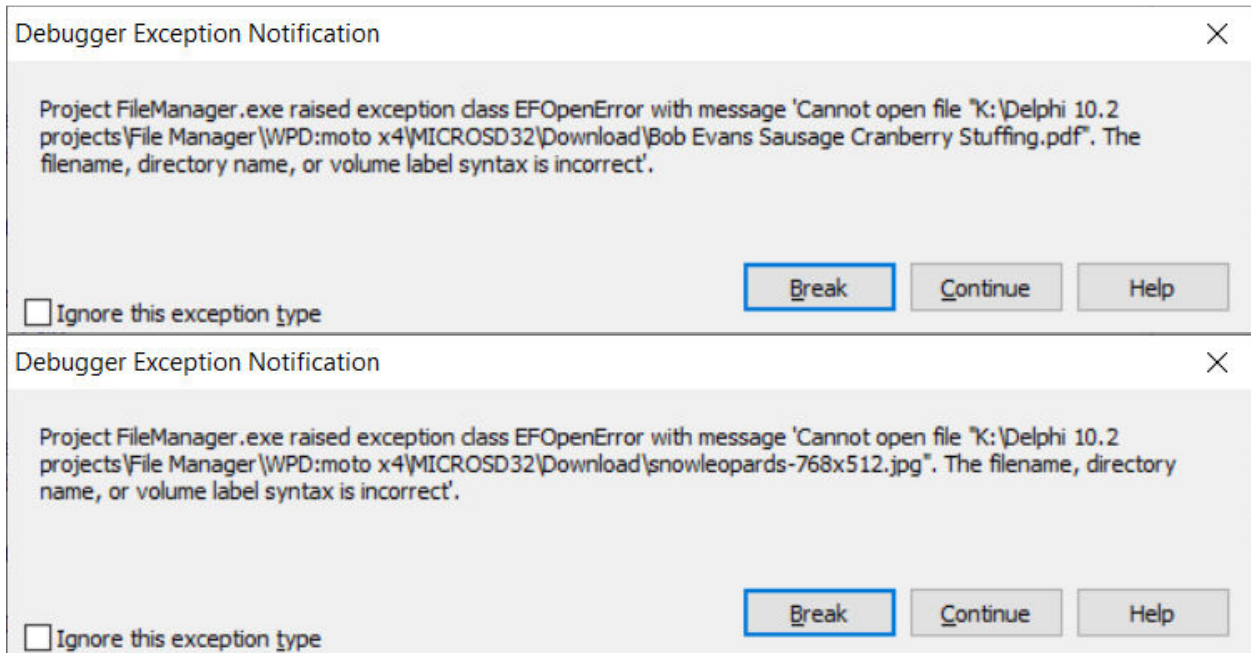 Debugger Exception Notification
Project FileManager.exe raised exception class EFOpenError with message 'Cannot open file "K:\Delphi 10.2
projects\File Manager\WPD:moto x4\MICROSD32\Download\Bob Evans Sausage Cranberry Stuffing.pdf". The
filename, directory name, or volume label syntax is incorrect'.
Break Continue Help
Ignore this exception type
Debugger Exception Notification
Project FileManager.exe raised exception class EFOpenError with message 'Cannot open file "K:\Delphi 10.2
projects\File Manager\WPD:moto x4\MICROSD32\Download\snowleopards-768x512.jpg". The filename, directory
name, or volume label syntax is incorrect'.
Break Continue Help
Ignore this exception type